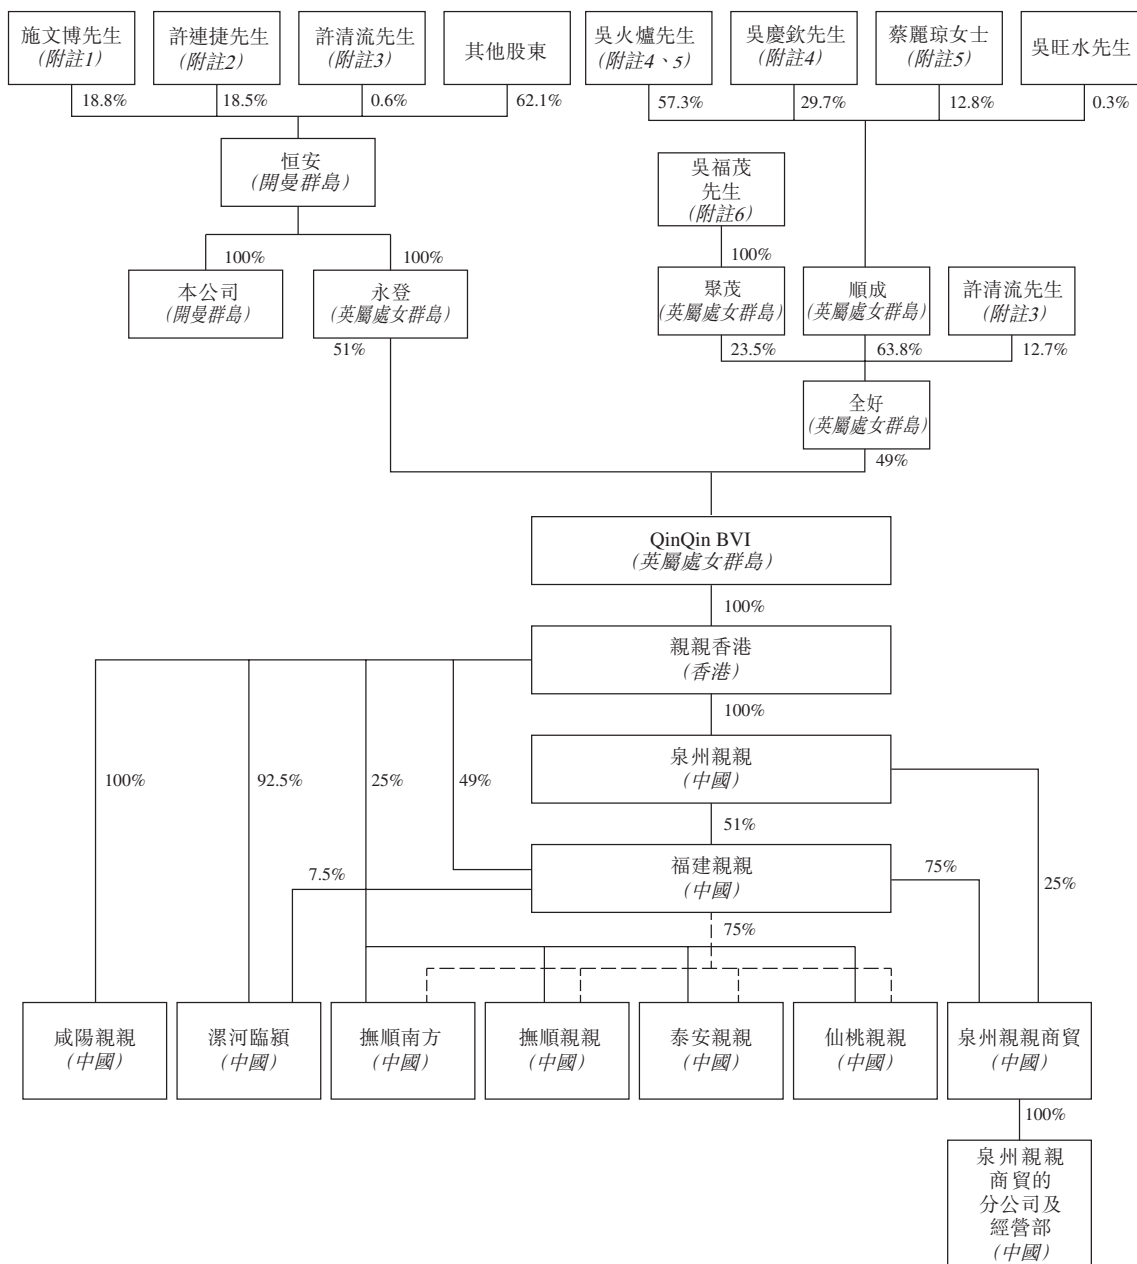 施文博先生
(附註1)
許連捷先生
(附註2)
許清流先生
(附註3)
其他股東
吳火爐先生
(附註4、5)
吳慶欽先生
(附註4)
蔡麗琼女士
(附註5)
吳旺水先生
18.8%
18.5%
0.6%
62.1%
57.3%
29.7%
12.8%
0.3%
恒安
(開曼群島)
吳福茂
先生
(附註6)
100%
100%
100%
本公司
(開曼群島)
永登
(英屬處女群島)
聚茂
(英屬處女群島)
順成
(英屬處女群島)
許清流先生
(附註3)
51%
23.5%
63.8%
12.7%
全好
(英屬處女群島)
49%
QinQin BVI
(英屬處女群島)
100%
親親香港
(香港)
100%
泉州親親
(中國)
100%
92.5%
25%
49%
51%
福建親親
(中國)
7.5%
75%
25%
75%
咸陽親親
(中國)
漯河臨潁
(中國)
撫順南方
(中國)
撫順親親
(中國)
泰安親親
(中國)
仙桃親親
(中國)
泉州親親商貿
(中國)
100%
泉州親親
商貿的
分公司及
經營部
(中國)